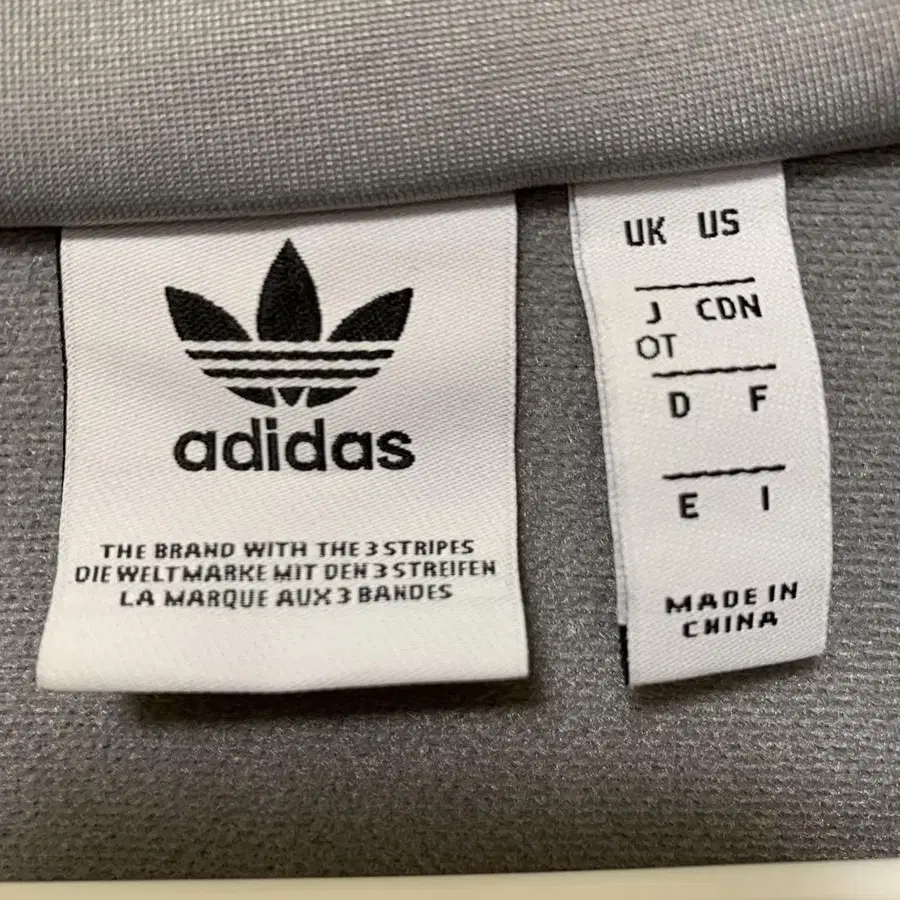 adidas
THE BRAND WITH THE 3 STRIPES
DIE WELTMARKE MIT DEN 3 STREIFEN
LA MARQUE AUX 3 BANDES
UK US
J CDN
OT
D F
E I
MADE IN
CHINA